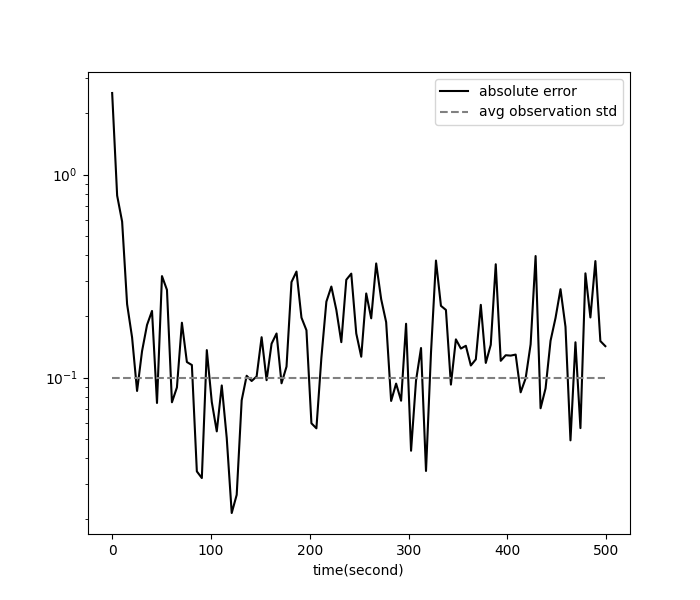 absolute error
avg observation std
10⁰
10⁻¹
0 100 200 300 400 500
time(second)